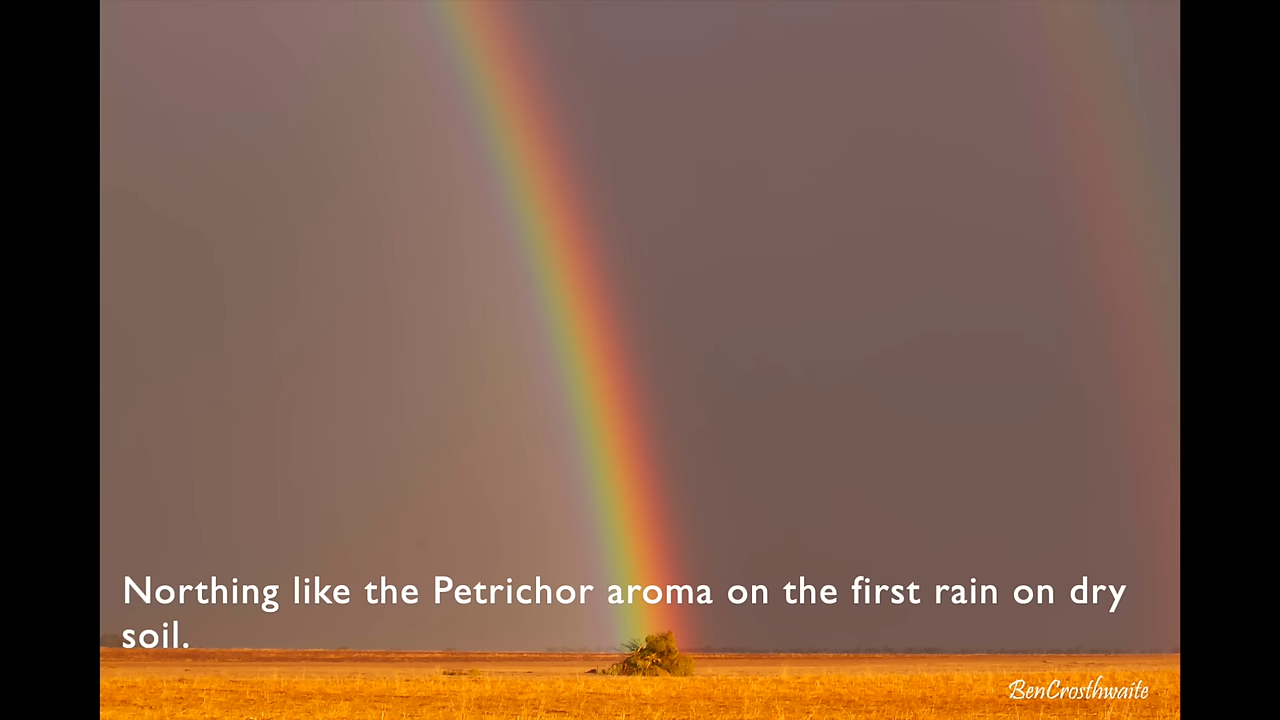 Northing like the Petrichor aroma on the first rain on dry
soil.
BenCrosthwaite